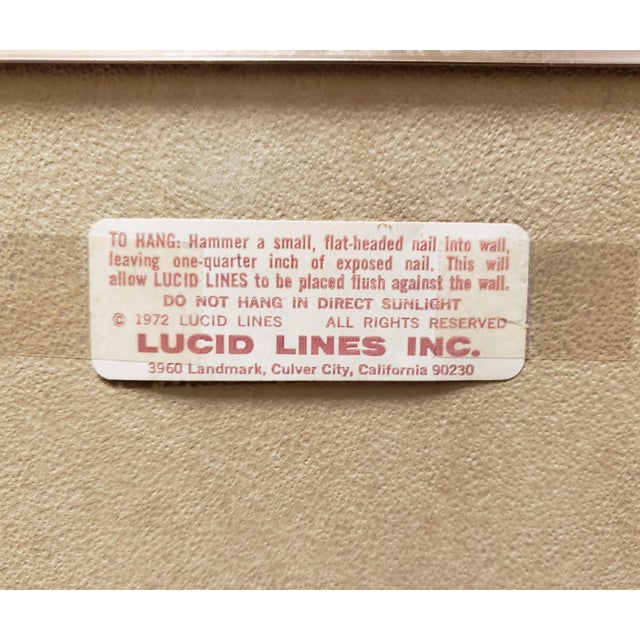 TO HANG: Hammer a small, flat-headed nail into wall,
leaving one-quarter inch of exposed nail. This will
allow LUCID LINES to be placed flush against the wall.
DO NOT HANG IN DIRECT SUNLIGHT
© 1972 LUCID LINES ALL RIGHTS RESERVED
LUCID LINES INC.
3960 Landmark, Culver City, California 90230